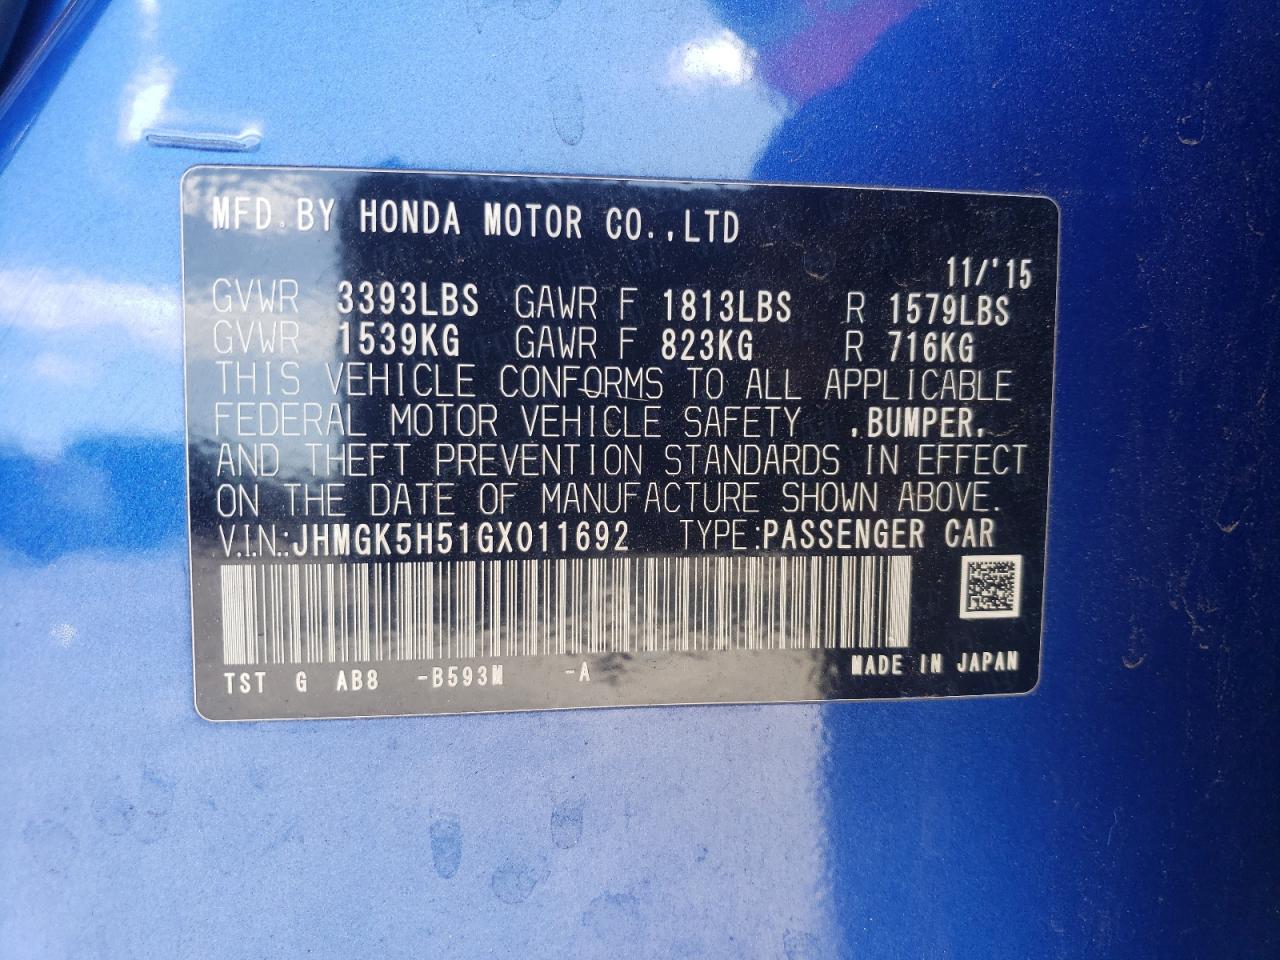 MFD.BY HONDA MOTOR CO.,LTD
11/'15
GVWR 3393LBS GAWR F 1813LBS R 1579LBS
GVWR 1539KG GAWR F 823KG R 716KG
THIS VEHICLE CONFORMS TO ALL APPLICABLE
FEDERAL MOTOR VEHICLE SAFETY ,BUMPER,
AND THEFT PREVENTION STANDARDS IN EFFECT
ON THE DATE OF MANUFACTURE SHOWN ABOVE.
V.I.N.:JHMGK5H51GX011692 TYPE:PASSENGER CAR
TST G AB8 -B593M -A MADE IN JAPAN